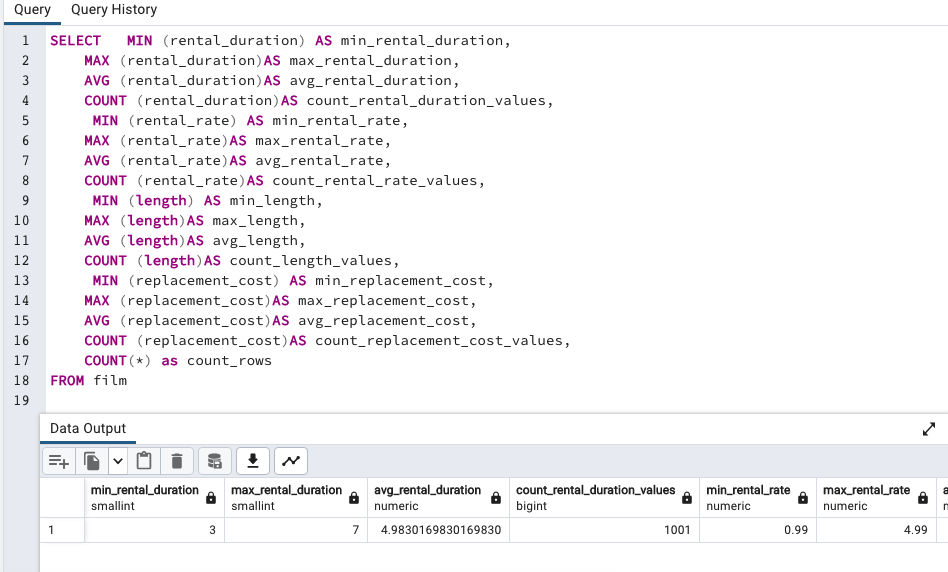 Query Query History
1 SELECT MIN (rental_duration) AS min_rental_duration,
2 MAX (rental_duration)AS max_rental_duration,
3 AVG (rental_duration)AS avg_rental_duration,
4 COUNT (rental_duration)AS count_rental_duration_values,
5 MIN (rental_rate) AS min_rental_rate,
6 MAX (rental_rate)AS max_rental_rate,
7 AVG (rental_rate)AS avg_rental_rate,
8 COUNT (rental_rate)AS count_rental_rate_values,
9 MIN (length) AS min_length,
10 MAX (length)AS max_length,
11 AVG (length)AS avg_length,
12 COUNT (length)AS count_length_values,
13 MIN (replacement_cost) AS min_replacement_cost,
14 MAX (replacement_cost)AS max_replacement_cost,
15 AVG (replacement_cost)AS avg_replacement_cost,
16 COUNT (replacement_cost)AS count_replacement_cost_values,
17 COUNT(*) as count_rows
18 FROM film
19
Data Output
min_rental_duration max_rental_duration avg_rental_duration count_rental_duration_values min_rental_rate max_rental_rate
smallint smallint numeric bigint numeric numeric
1 3 7 4.9830169830169830 1001 0.99 4.99